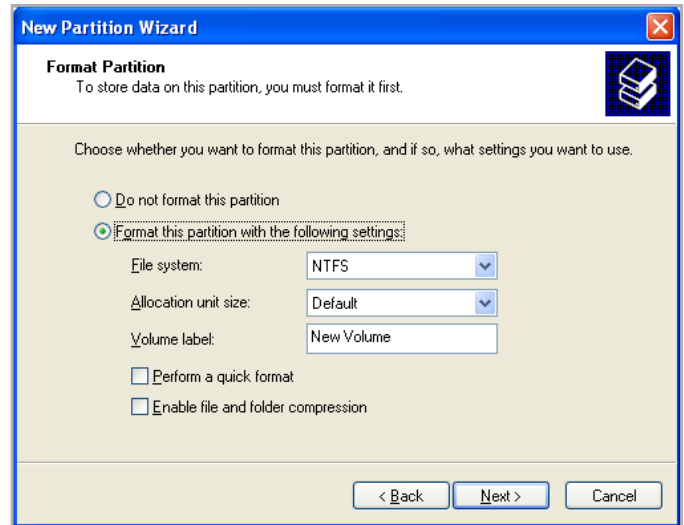 New Partition Wizard
Format Partition
To store data on this partition, you must format it first.
Choose whether you want to format this partition, and if so, what settings you want to use.
Do not format this partition
Format this partition with the following settings:
File system: NTFS
Allocation unit size: Default
Volume label: New Volume
Perform a quick format
Enable file and folder compression
< Back Next > Cancel